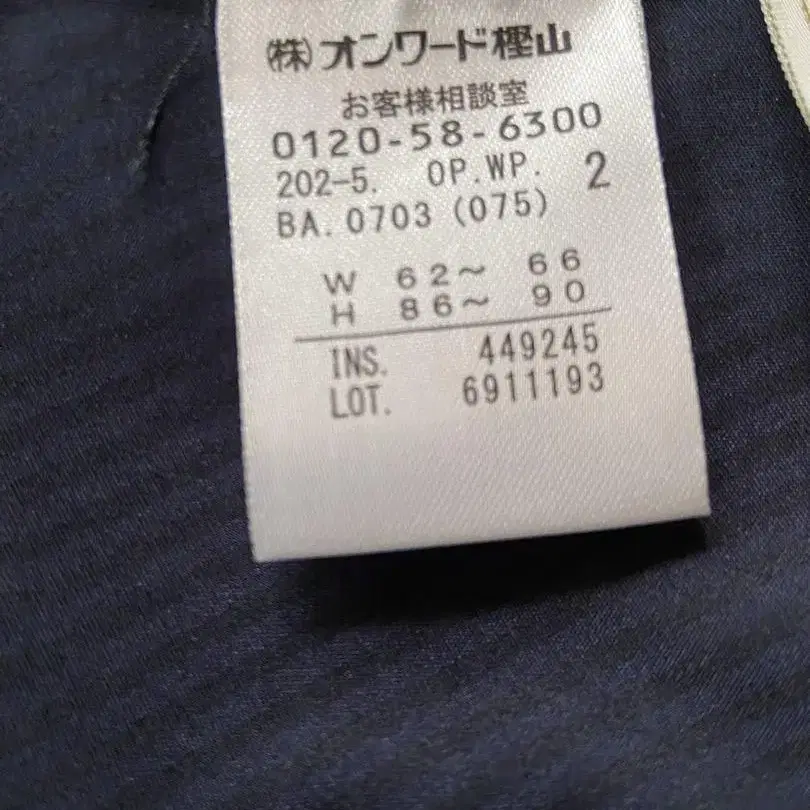 (株)オンワード樫山
お客様相談室
0120-58-6300
202-5. OP.WP. 2
BA.0703(075)
W 62～ 66
H 86～ 90
INS. 449245
LOT. 6911193